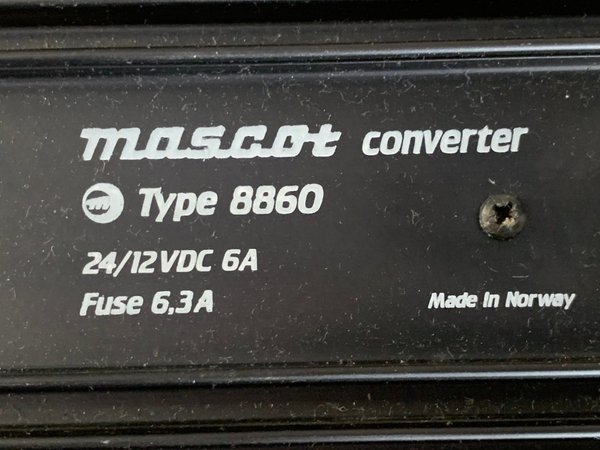 mascot converter
Type 8860
24/12VDC 6A
Fuse 6,3A
Made In Norway